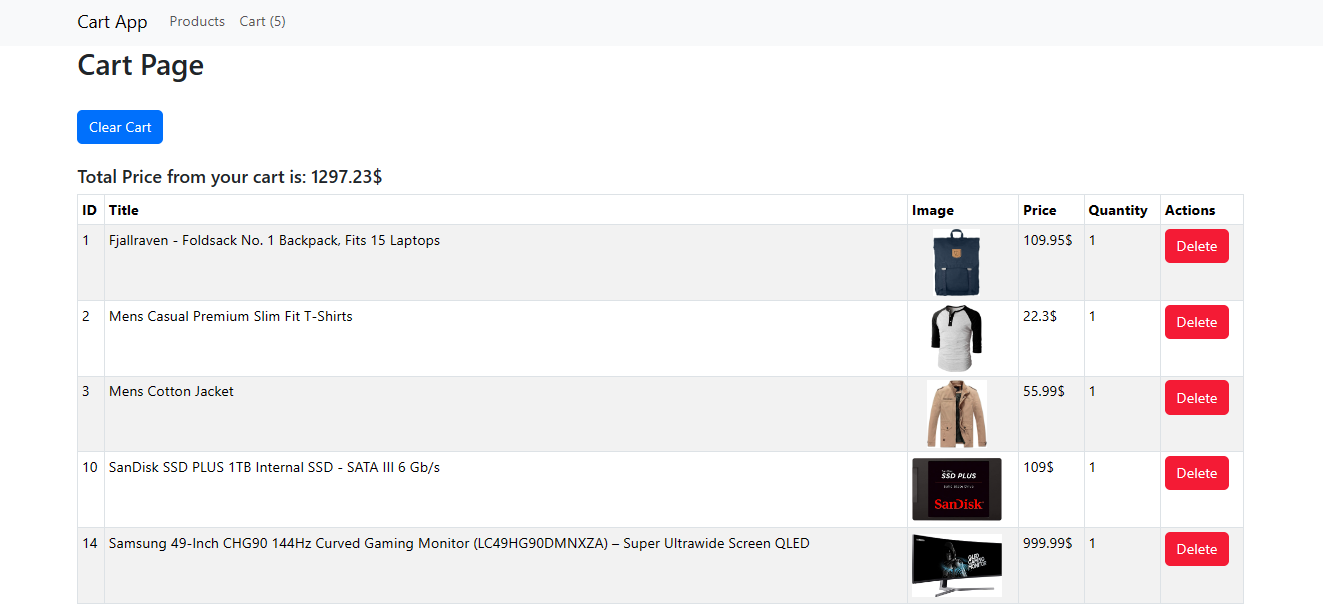 Cart App Products Cart (5)
Cart Page
Clear Cart
Total Price from your cart is: 1297.23$
ID Title Image Price Quantity Actions
1 Fjallraven - Foldsack No. 1 Backpack, Fits 15 Laptops 109.95$ 1 Delete
2 Mens Casual Premium Slim Fit T-Shirts 22.3$ 1 Delete
3 Mens Cotton Jacket 55.99$ 1 Delete
10 SanDisk SSD PLUS 1TB Internal SSD - SATA III 6 Gb/s 109$ 1 Delete
SSD PLUS
SanDisk
14 Samsung 49-Inch CHG90 144Hz Curved Gaming Monitor (LC49HG90DMNXZA) – Super Ultrawide Screen QLED 999.99$ 1 Delete
QLED
GAMING
MONITOR